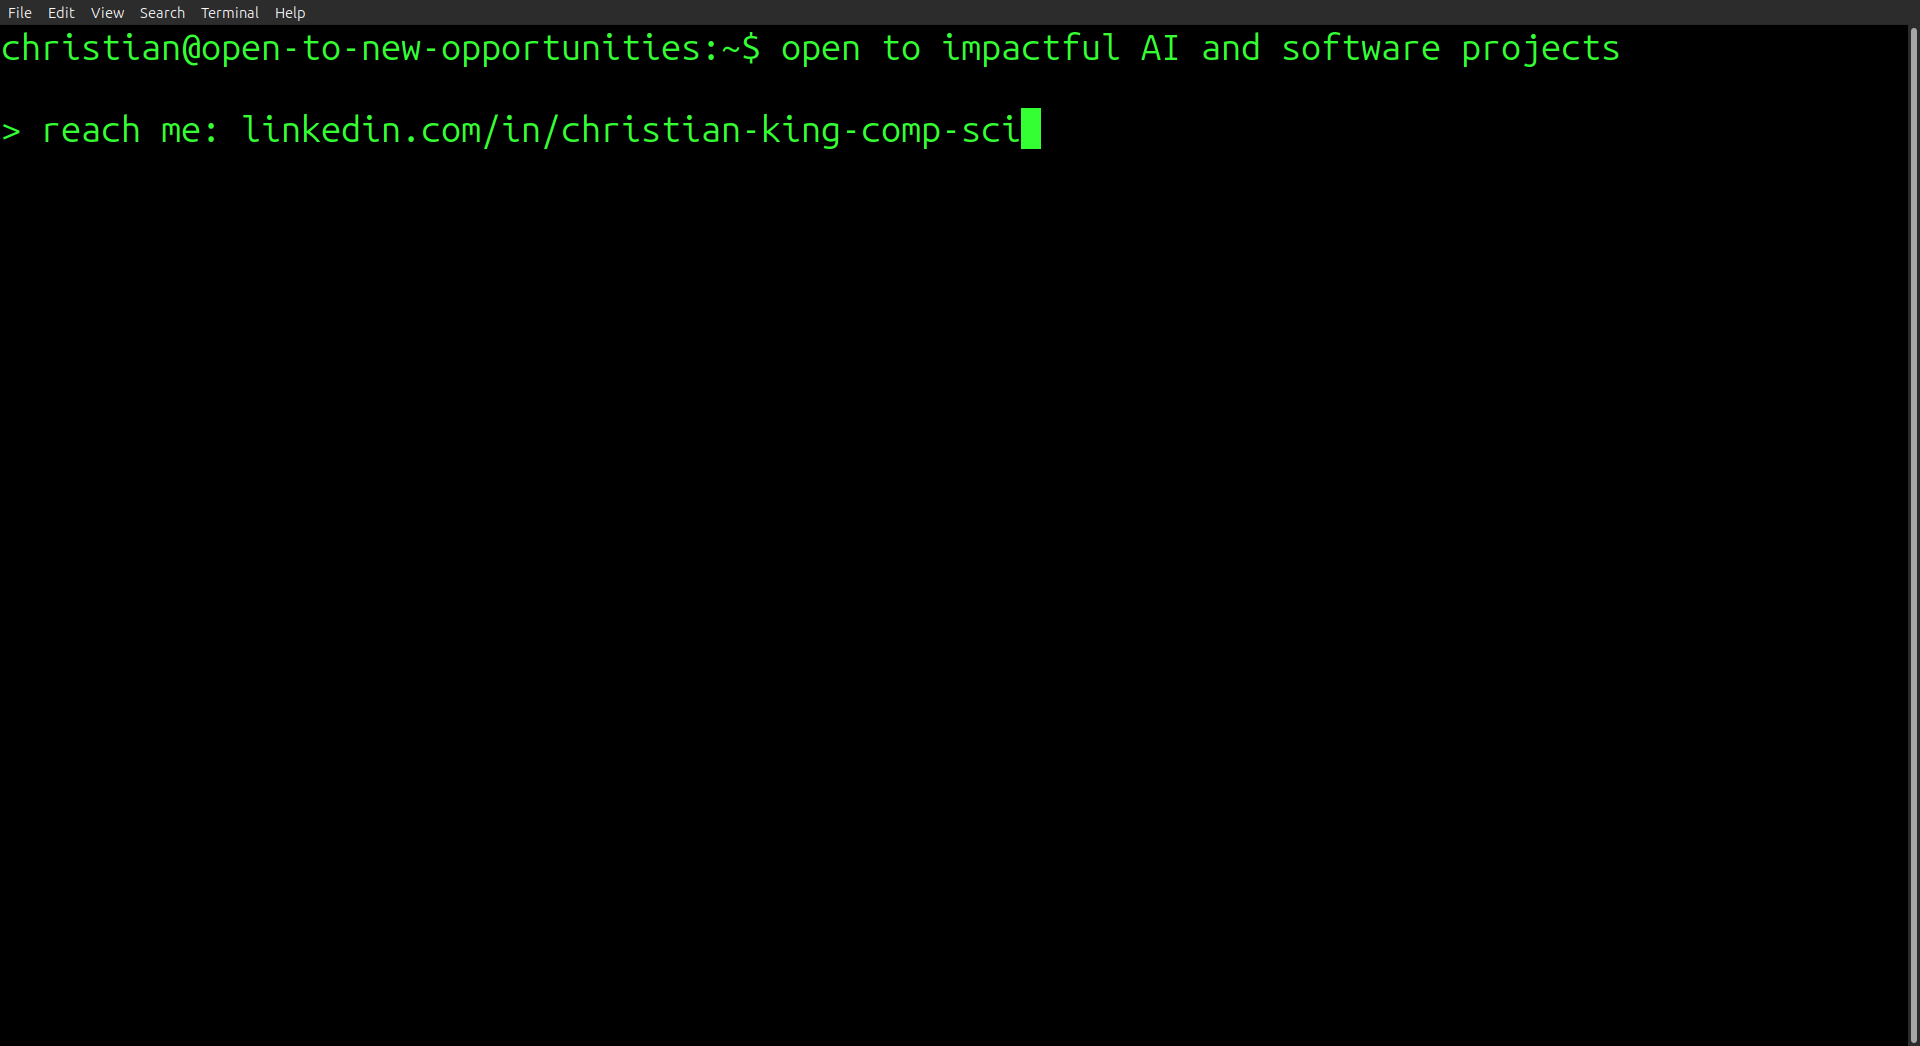 File Edit View Search Terminal Help
christian@open-to-new-opportunities:~$ open to impactful AI and software projects
> reach me: linkedin.com/in/christian-king-comp-sci